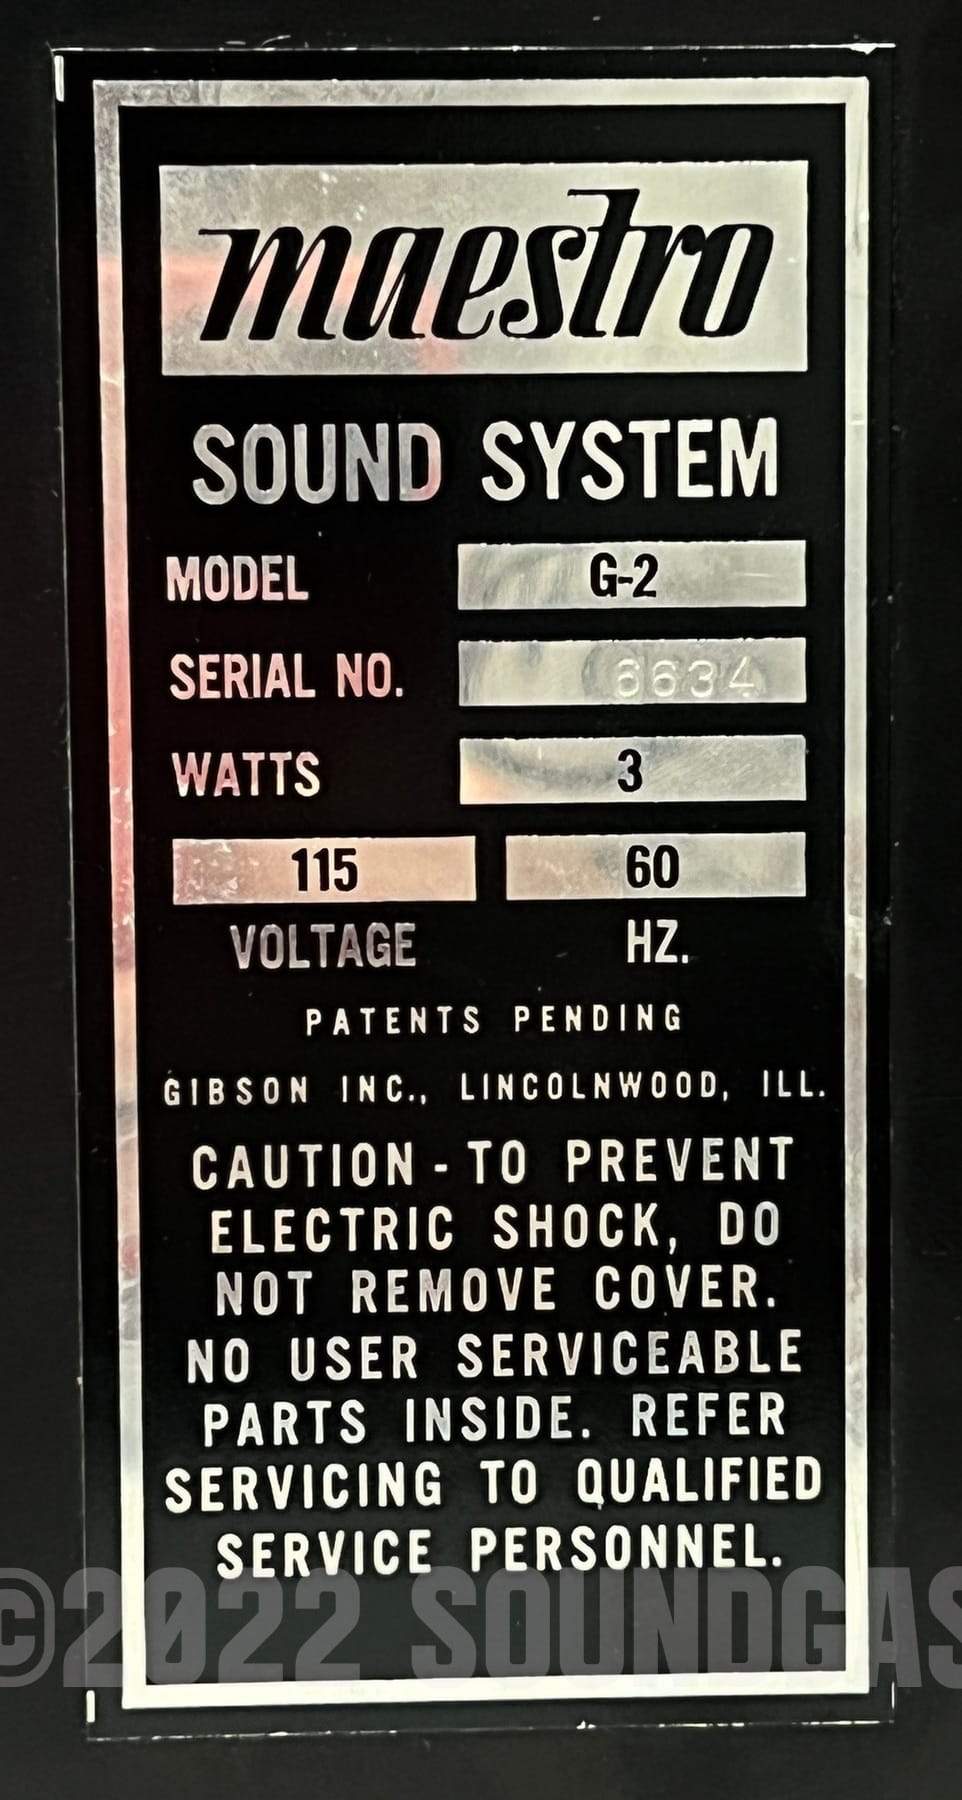 maestro
SOUND SYSTEM
MODEL G-2
SERIAL NO. 6634
WATTS 3
115 60
VOLTAGE HZ.
PATENTS PENDING
GIBSON INC., LINCOLNWOOD, ILL.
CAUTION - TO PREVENT
ELECTRIC SHOCK, DO
NOT REMOVE COVER.
NO USER SERVICEABLE
PARTS INSIDE. REFER
SERVICING TO QUALIFIED
SERVICE PERSONNEL.
©2022 SOUNDGAS